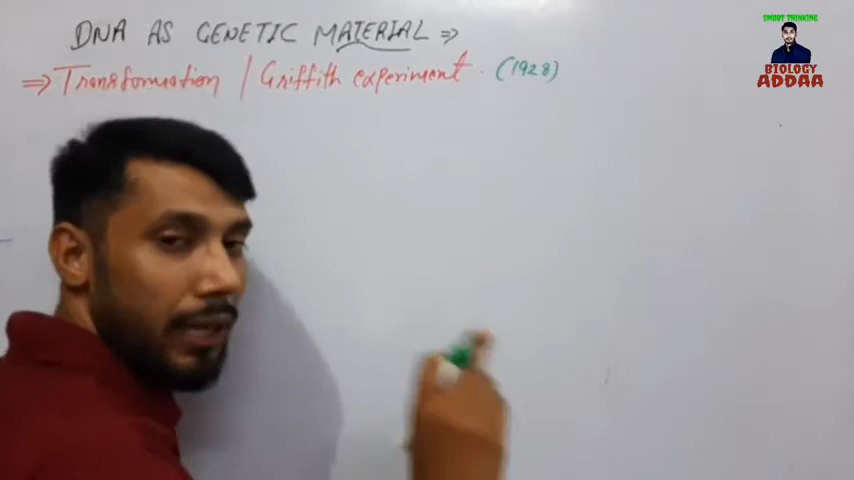 DNA AS GENETIC MATERIAL ⇒
⇒ Transformation / Griffith experiment. (1928)
SMART THINKING
BIOLOGY
ADDAA